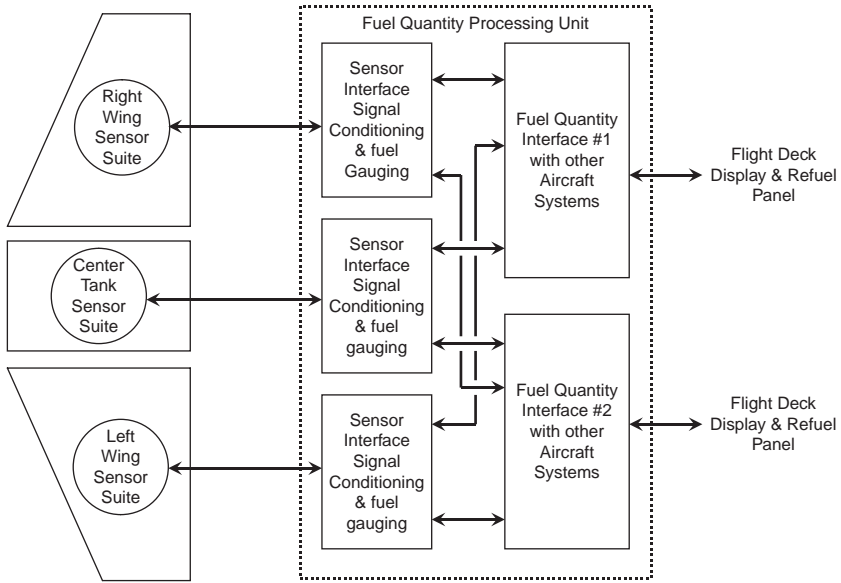 Fuel Quantity Processing Unit
Right
Wing
Sensor
Suite
Sensor
Interface
Signal
Conditioning
& fuel
Gauging
Fuel Quantity
Interface #1
with other
Aircraft
Systems
Flight Deck
Display & Refuel
Panel
Center
Tank
Sensor
Suite
Sensor
Interface
Signal
Conditioning
& fuel
gauging
Left
Wing
Sensor
Suite
Sensor
Interface
Signal
Conditioning
& fuel
gauging
Fuel Quantity
Interface #2
with other
Aircraft
Systems
Flight Deck
Display & Refuel
Panel